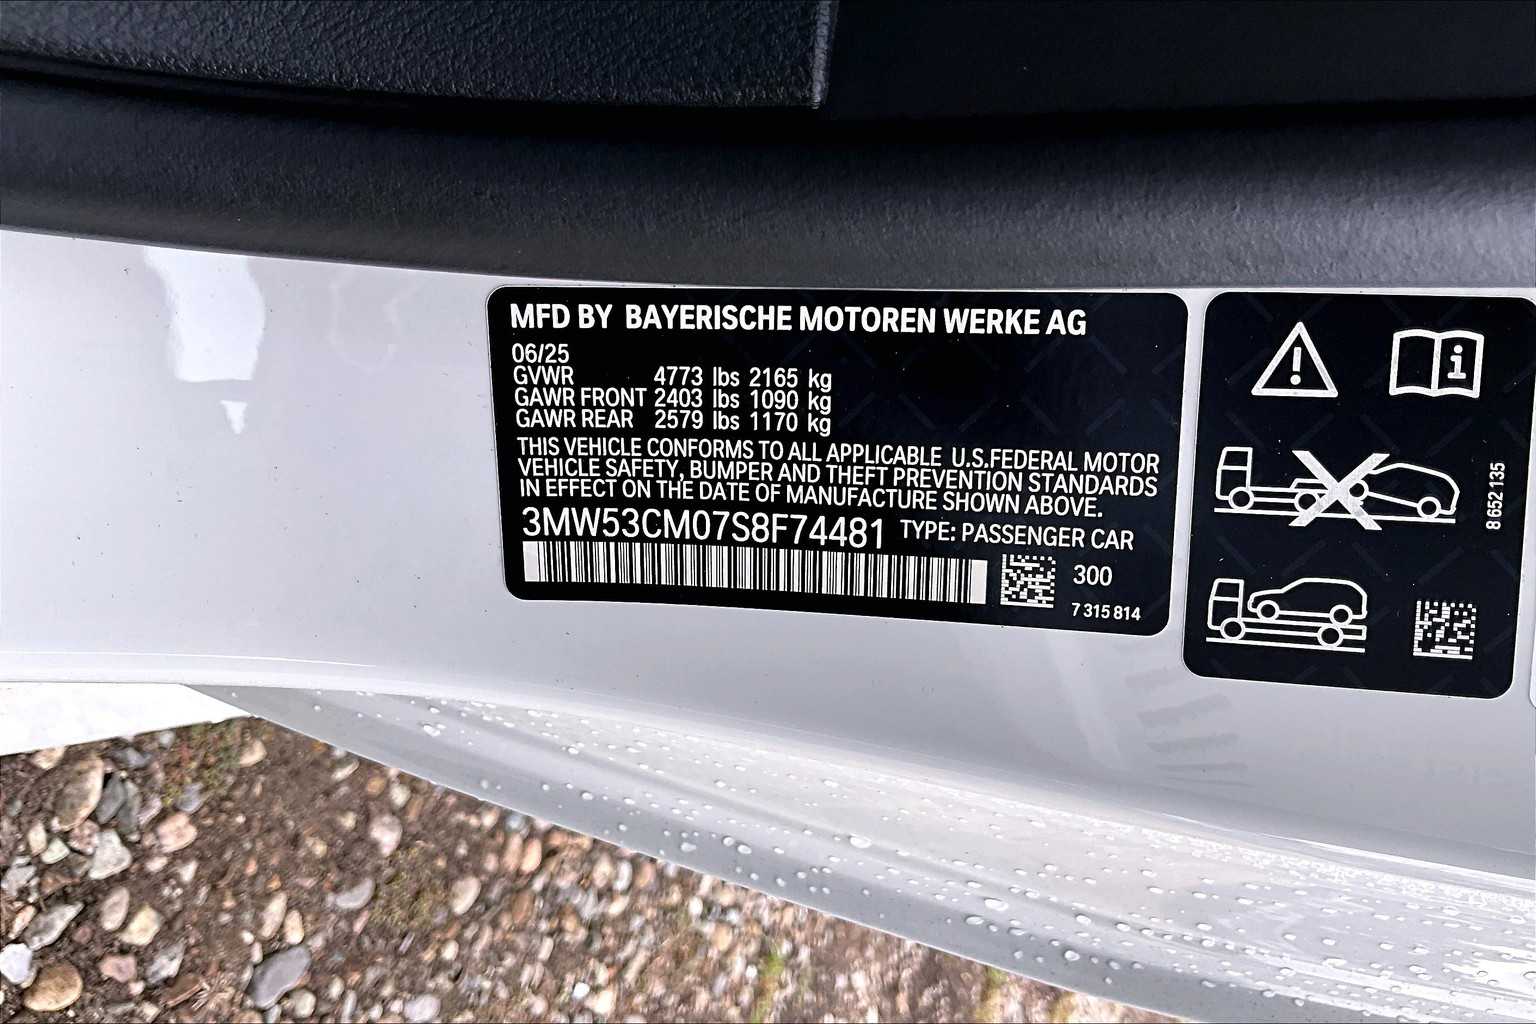 MFD BY BAYERISCHE MOTOREN WERKE AG
06/25
GVWR 4773 lbs 2165 kg
GAWR FRONT 2403 lbs 1090 kg
GAWR REAR 2579 lbs 1170 kg
THIS VEHICLE CONFORMS TO ALL APPLICABLE U.S.FEDERAL MOTOR
VEHICLE SAFETY, BUMPER AND THEFT PREVENTION STANDARDS
IN EFFECT ON THE DATE OF MANUFACTURE SHOWN ABOVE.
3MW53CM07S8F74481 TYPE: PASSENGER CAR
300
7 315 814
8 652 135